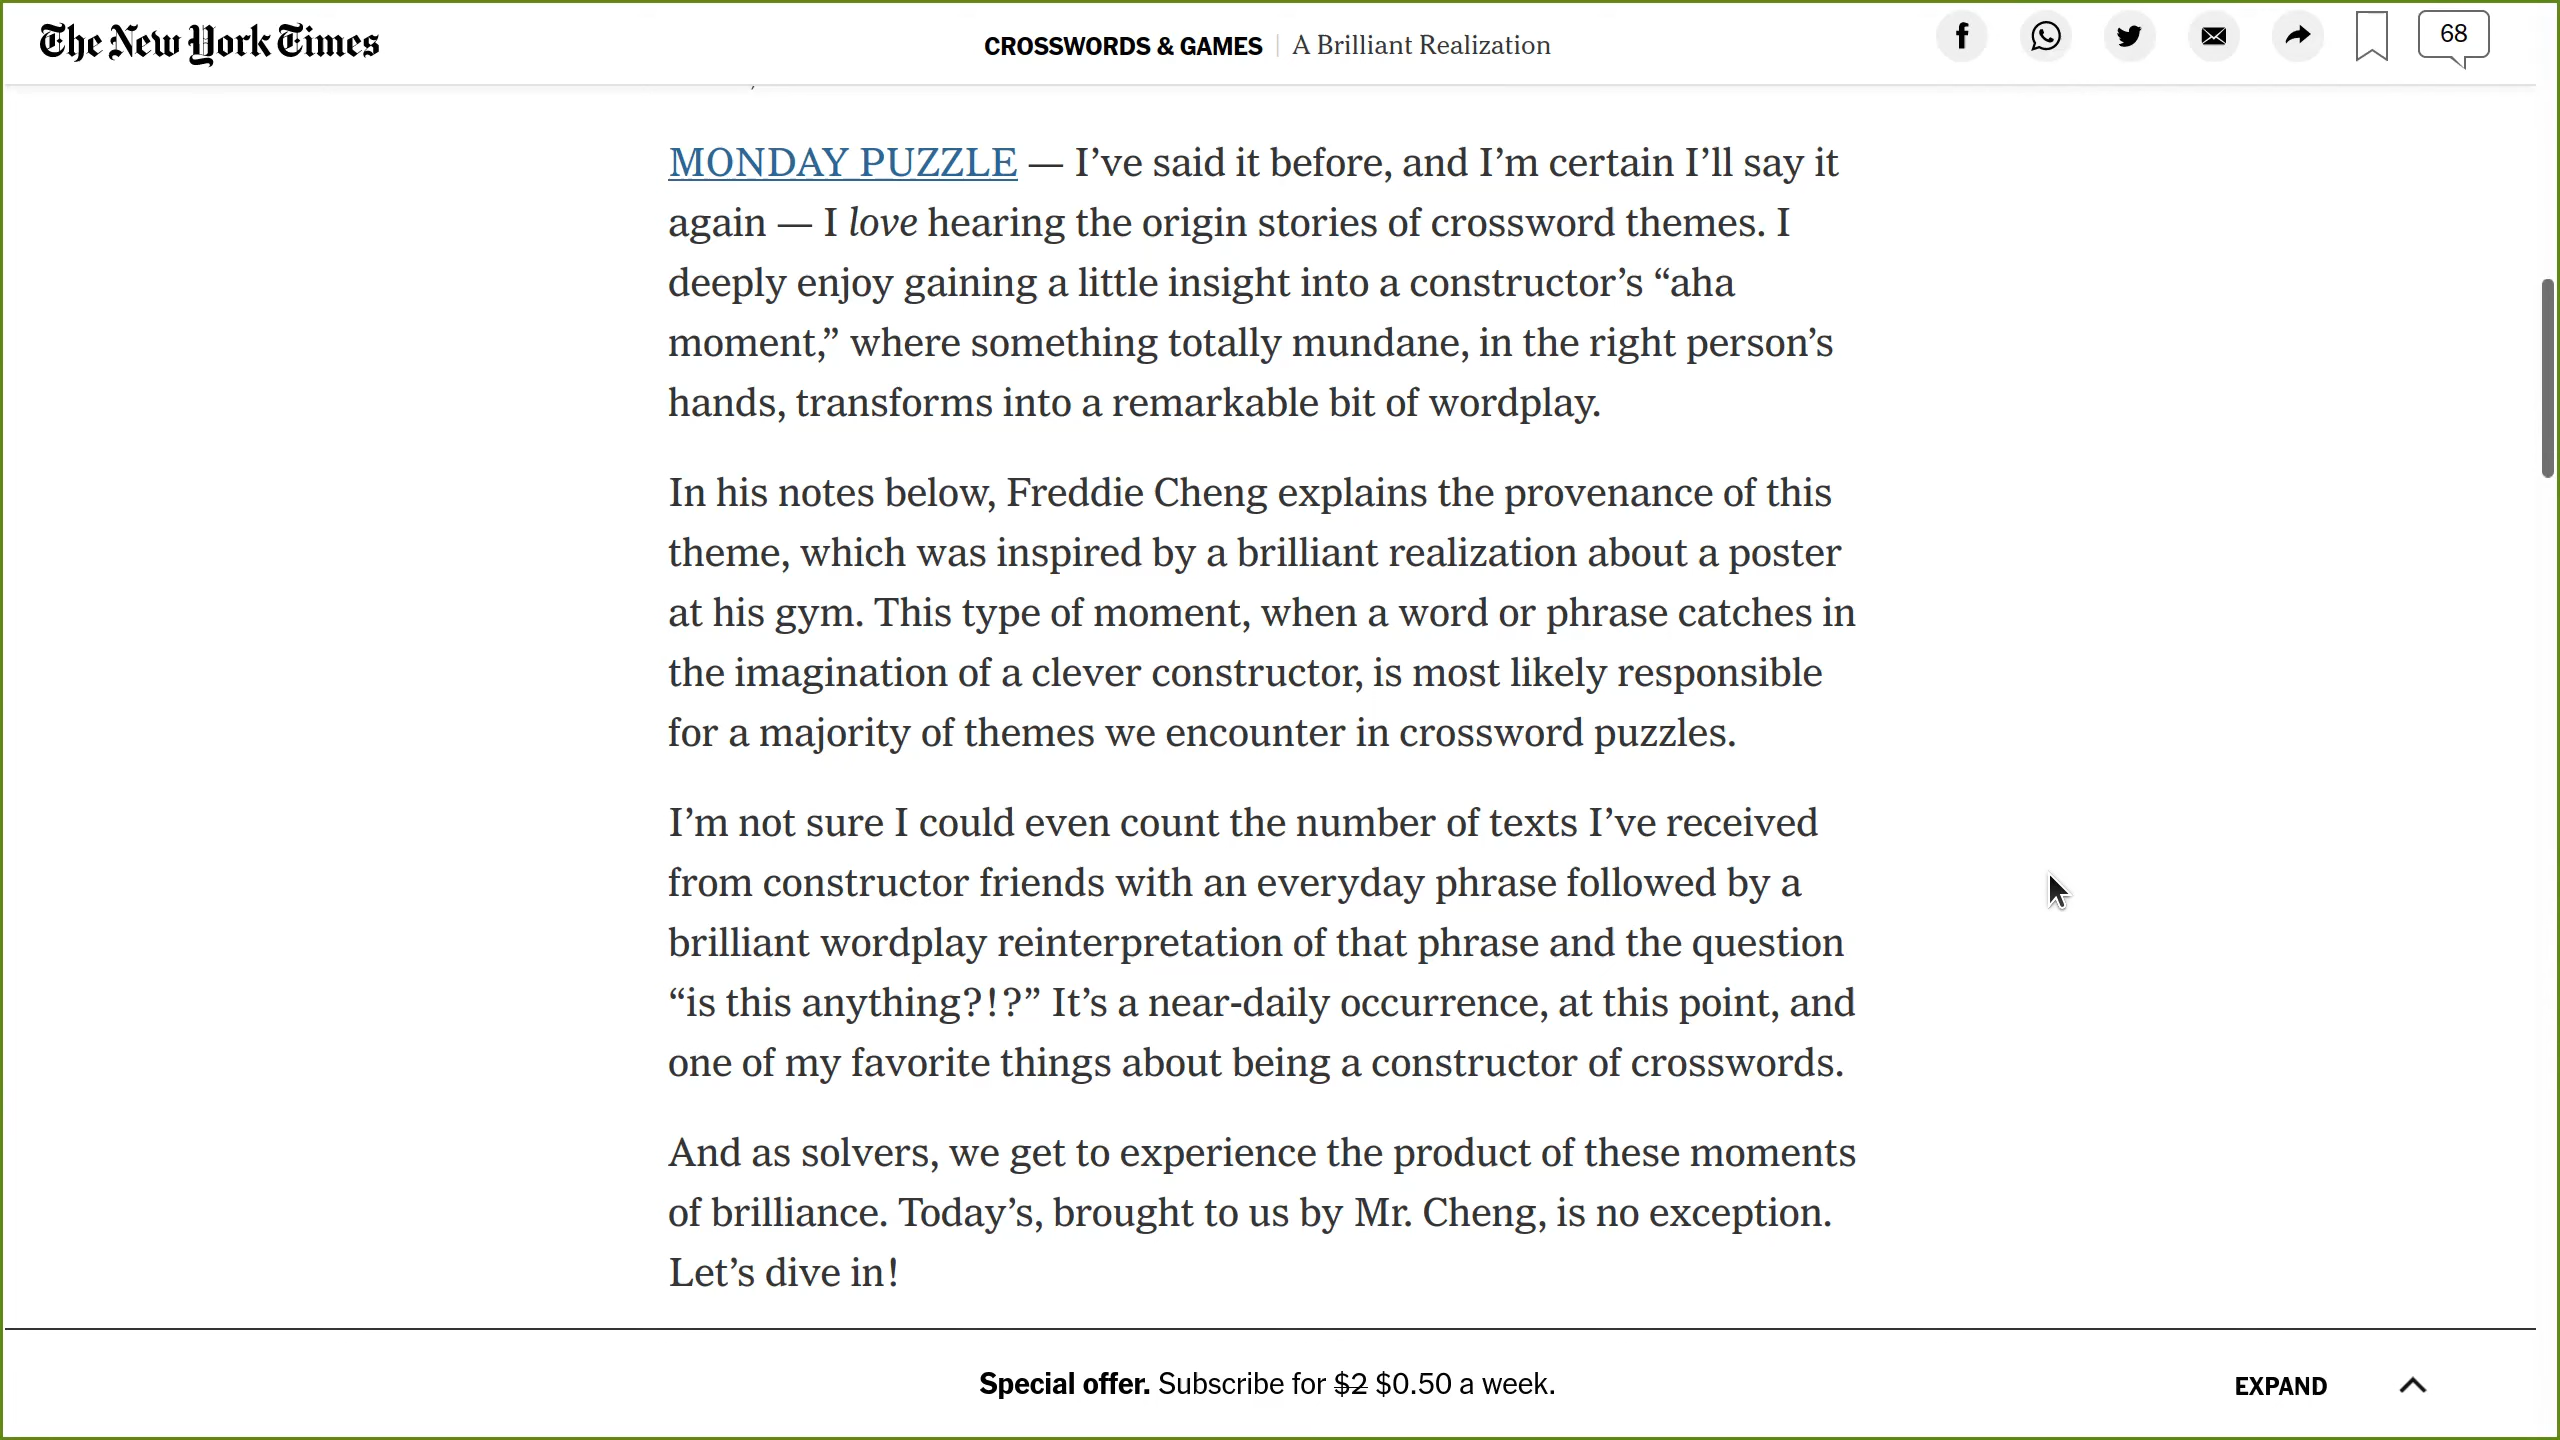 The New York Times
CROSSWORDS & GAMES | A Brilliant Realization
68
MONDAY PUZZLE — I’ve said it before, and I’m certain I’ll say it
again — I love hearing the origin stories of crossword themes. I
deeply enjoy gaining a little insight into a constructor’s “aha
moment,” where something totally mundane, in the right person’s
hands, transforms into a remarkable bit of wordplay.
In his notes below, Freddie Cheng explains the provenance of this
theme, which was inspired by a brilliant realization about a poster
at his gym. This type of moment, when a word or phrase catches in
the imagination of a clever constructor, is most likely responsible
for a majority of themes we encounter in crossword puzzles.
I’m not sure I could even count the number of texts I’ve received
from constructor friends with an everyday phrase followed by a
brilliant wordplay reinterpretation of that phrase and the question
“is this anything?!?” It’s a near-daily occurrence, at this point, and
one of my favorite things about being a constructor of crosswords.
And as solvers, we get to experience the product of these moments
of brilliance. Today’s, brought to us by Mr. Cheng, is no exception.
Let’s dive in!
Special offer. Subscribe for $2 $0.50 a week.
EXPAND